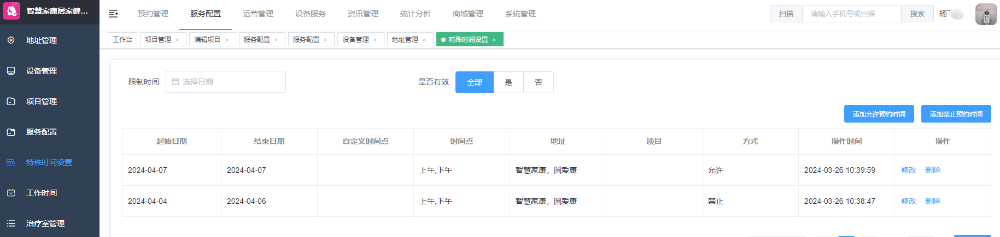 智慧家康居家健...
预约管理 服务配置 运营管理 设备服务 资讯管理 统计分析 商城管理 系统管理 扫描 请输入手机号或扫描 搜索 杨
工作台 项目管理 × 编辑项目 × 服务配置 × 服务配置 × 设备管理 × 地址管理 × 特殊时间设置 ×
地址管理
设备管理
项目管理
服务配置
特殊时间设置
工作时间
治疗室管理
限制时间 选择日期 是否有效 全部 是 否
添加允许预约时间 添加禁止预约时间
起始日期 结束日期 自定义时间点 时间点 地址 项目 方式 操作时间 操作
2024-04-07 2024-04-07 上午,下午 智慧家康，圆爱康 允许 2024-03-26 10:39:59 修改 删除
2024-04-04 2024-04-06 上午,下午 智慧家康，圆爱康 禁止 2024-03-26 10:38:47 修改 删除